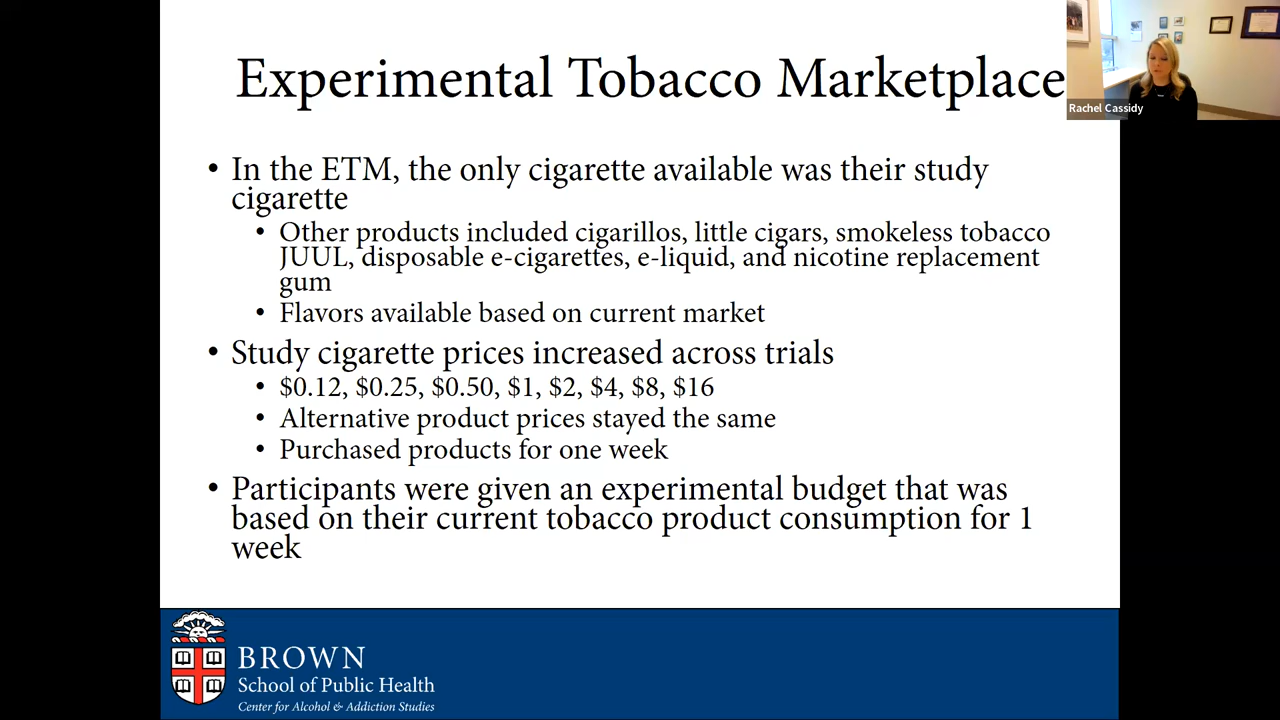 Experimental Tobacco Marketplace
Rachel Cassidy
• In the ETM, the only cigarette available was their study
cigarette
• Other products included cigarillos, little cigars, smokeless tobacco
JUUL, disposable e-cigarettes, e-liquid, and nicotine replacement
gum
• Flavors available based on current market
• Study cigarette prices increased across trials
• $0.12, $0.25, $0.50, $1, $2, $4, $8, $16
• Alternative product prices stayed the same
• Purchased products for one week
• Participants were given an experimental budget that was
based on their current tobacco product consumption for 1
week
BROWN
School of Public Health
Center for Alcohol & Addiction Studies